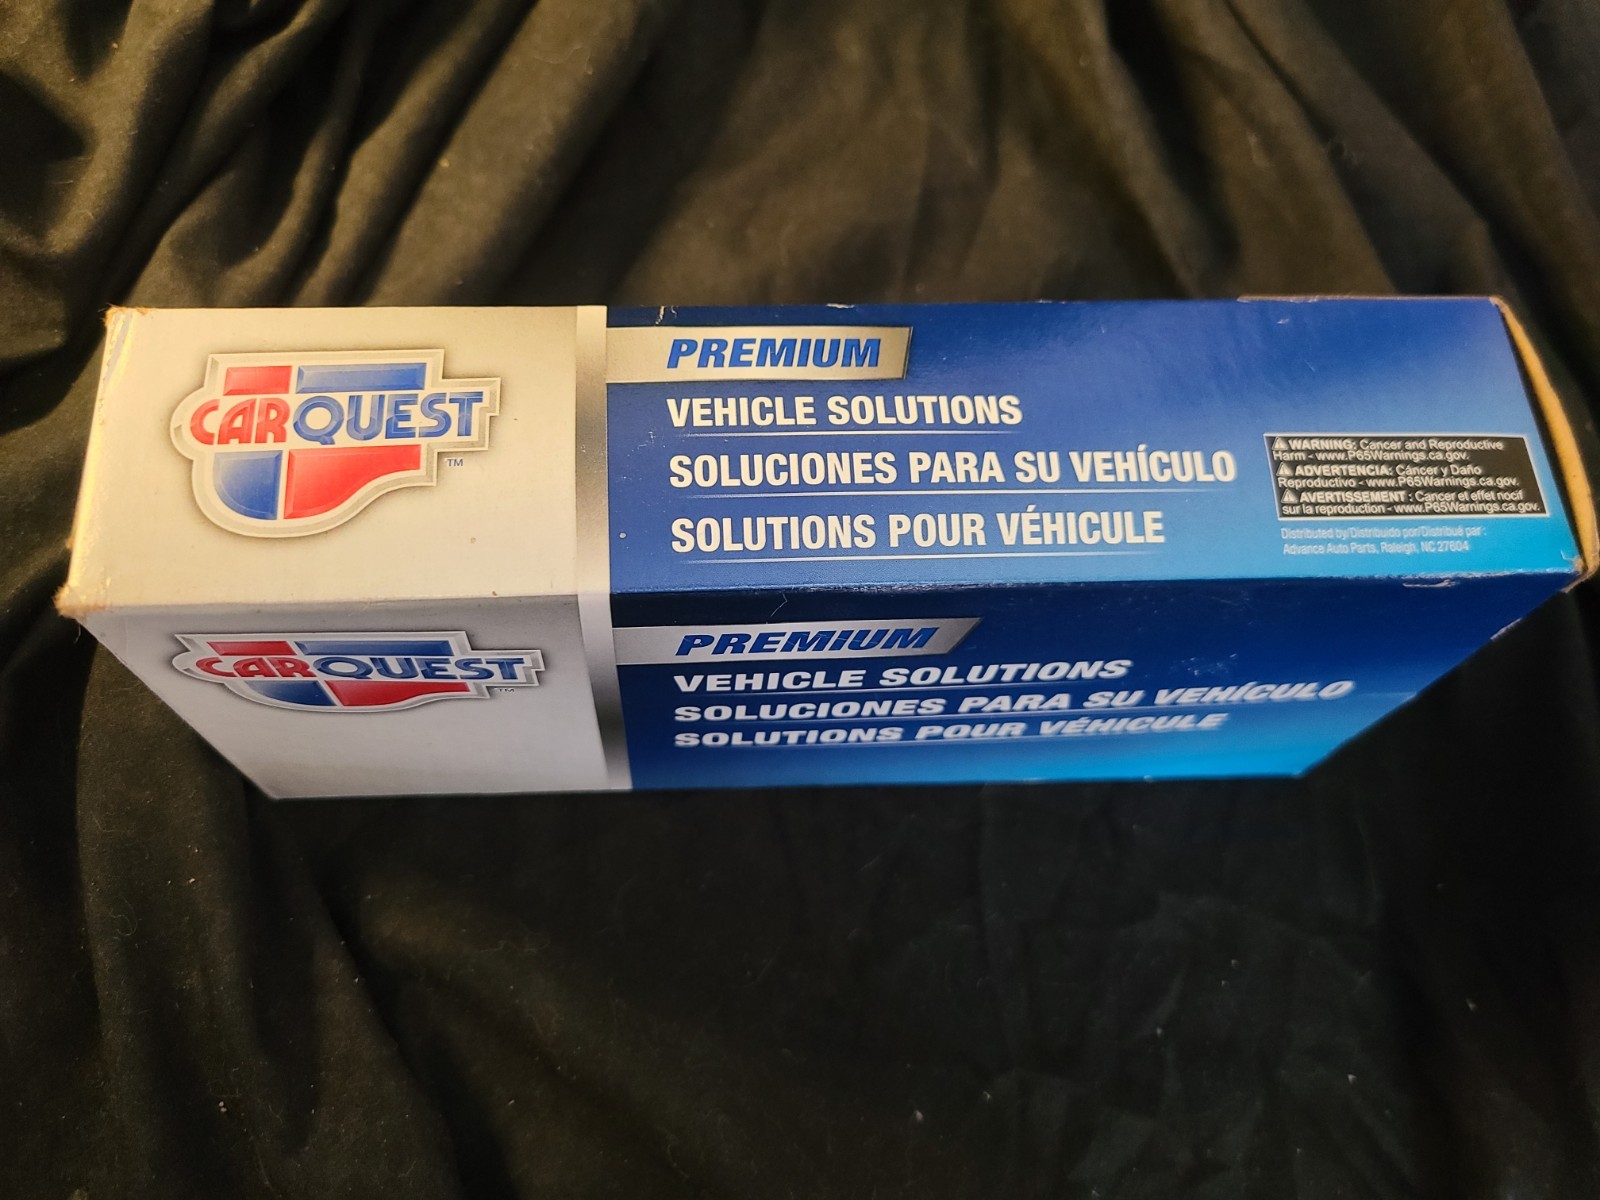 CARQUEST
TM
PREMIUM
VEHICLE SOLUTIONS
SOLUCIONES PARA SU VEHÍCULO
SOLUTIONS POUR VÉHICULE
WARNING: Cancer and Reproductive
Harm - www.P65Warnings.ca.gov.
ADVERTENCIA: Cáncer y Daño
Reproductivo - www.P65Warnings.ca.gov.
AVERTISSEMENT : Cancer et effet nocif
sur la reproduction - www.P65Warnings.ca.gov.
Distributed by/Distribuido por/Distribué par :
Advance Auto Parts, Raleigh, NC 27604
CARQUEST
TM
PREMIUM
VEHICLE SOLUTIONS
SOLUCIONES PARA SU VEHÍCULO
SOLUTIONS POUR VÉHICULE